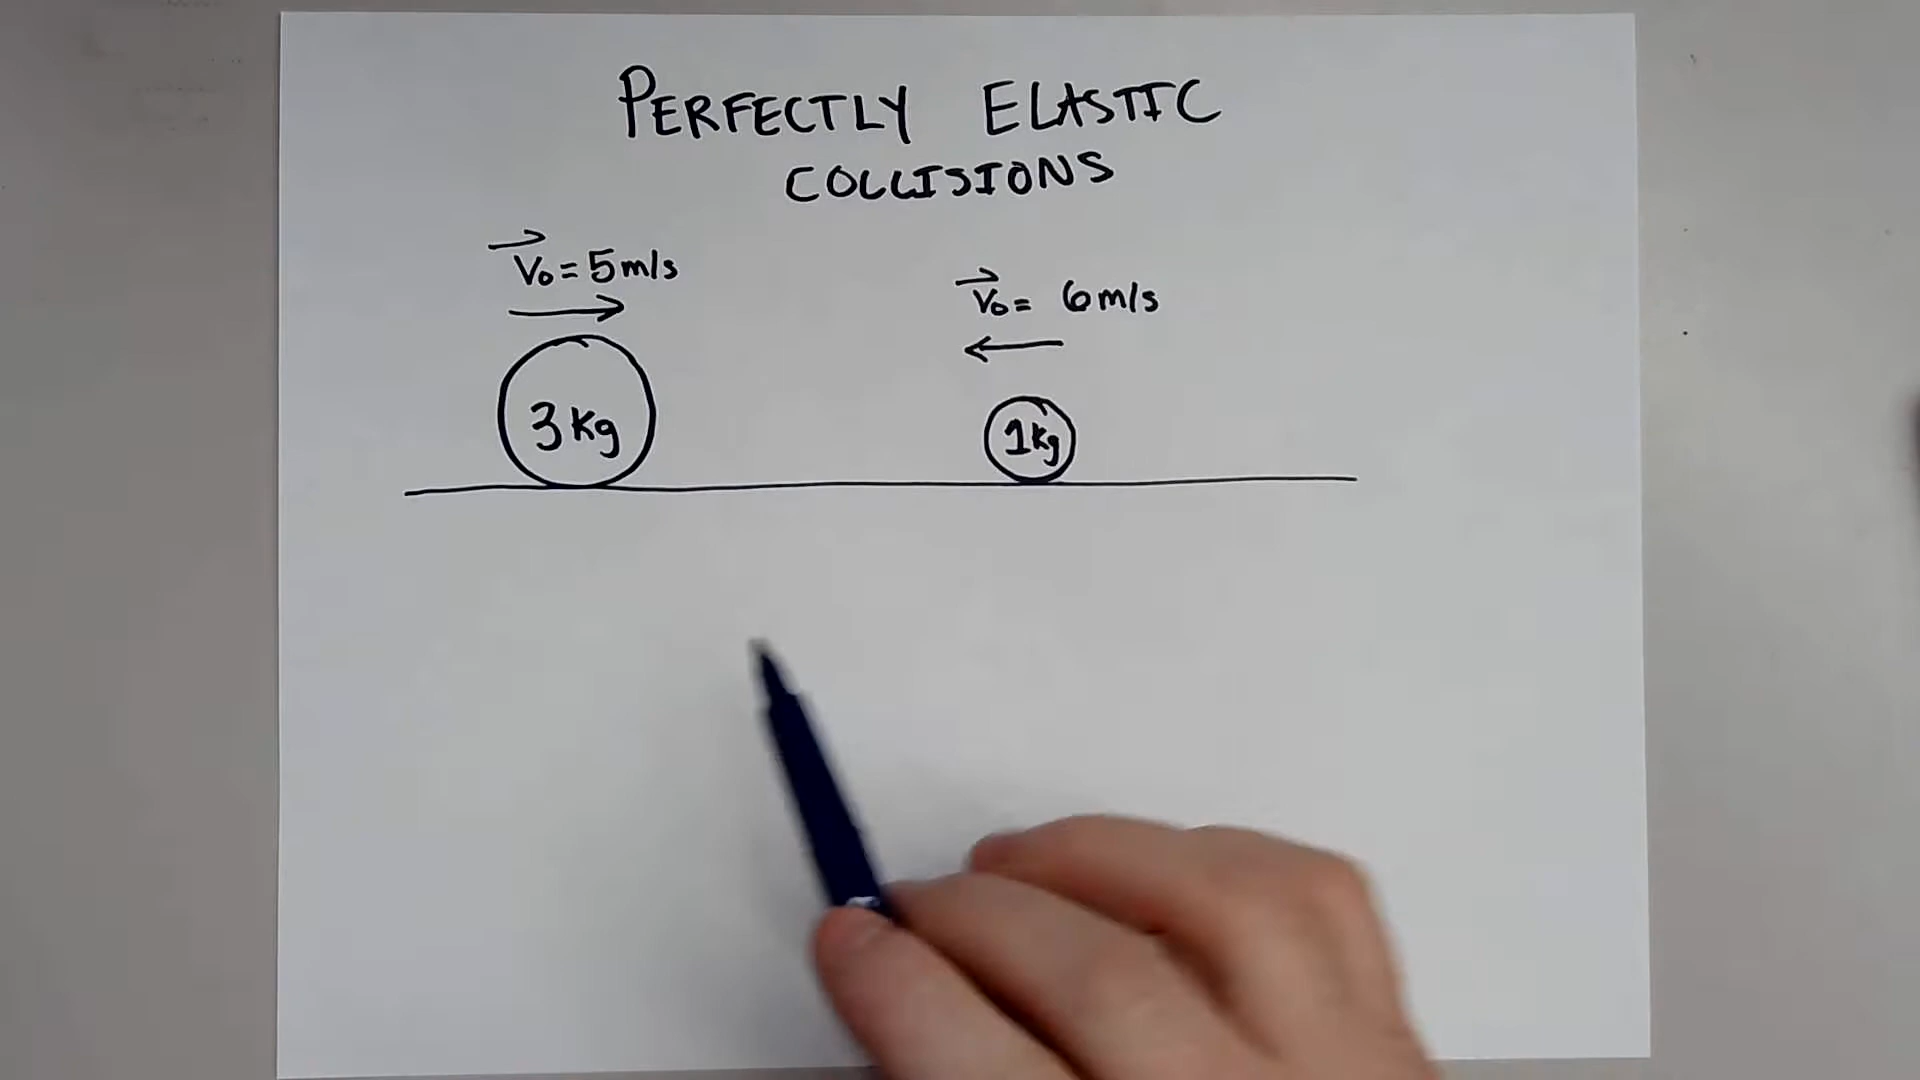 PERFECTLY ELASTIC
COLLISIONS
V₀ = 5 m/s
V₀ = 6 m/s
3 Kg
1 Kg